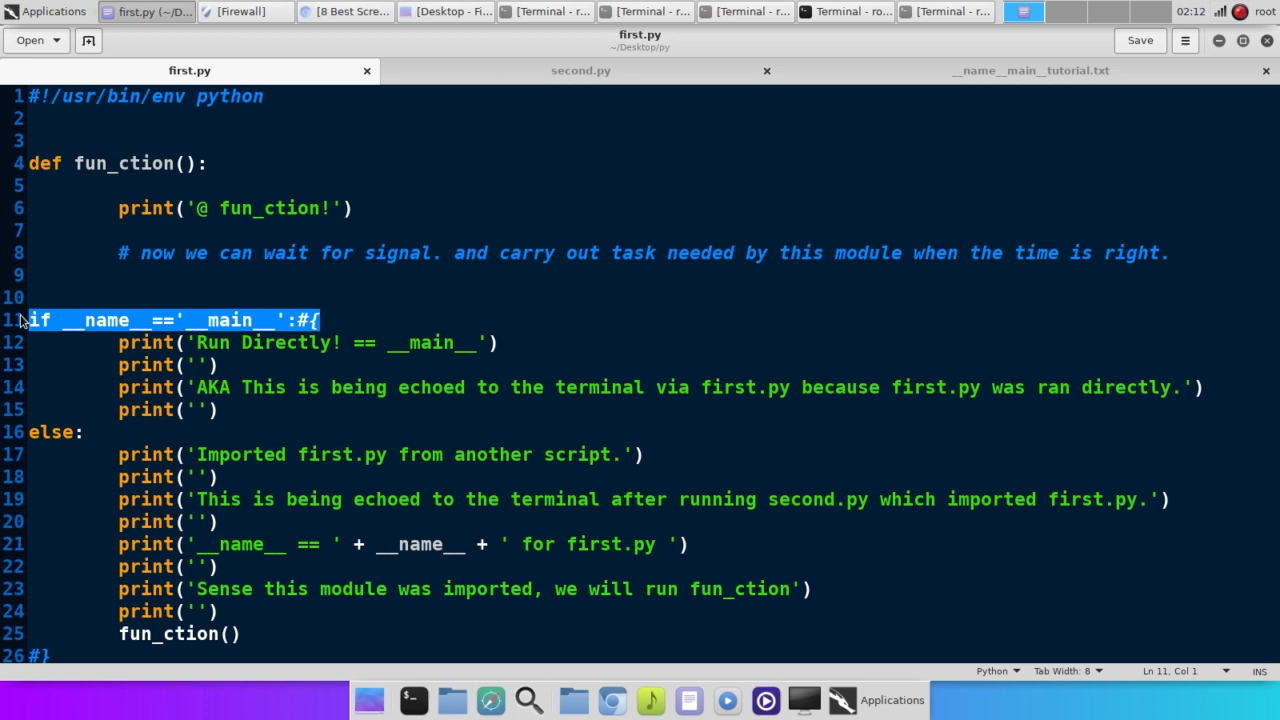 Applications first.py (~/D... [Firewall] [8 Best Scre... [Desktop - Fi... [Terminal - r... [Terminal - r... [Terminal - r... Terminal - ro... [Terminal - r... 02:12 root
Open first.py Save
~/Desktop/py
first.py second.py __name__main__tutorial.txt
1 #!/usr/bin/env python
2
3
4 def fun_ction():
5
6 print('@ fun_ction!')
7
8 # now we can wait for signal. and carry out task needed by this module when the time is right.
9
10
11 if __name__=='__main__':#{
12 print('Run Directly! == __main__')
13 print('')
14 print('AKA This is being echoed to the terminal via first.py because first.py was ran directly.')
15 print('')
16 else:
17 print('Imported first.py from another script.')
18 print('')
19 print('This is being echoed to the terminal after running second.py which imported first.py.')
20 print('')
21 print('__name__ == ' + __name__ + ' for first.py ')
22 print('')
23 print('Sense this module was imported, we will run fun_ction')
24 print('')
25 fun_ction()
26 #}
Python Tab Width: 8 Ln 11, Col 1 INS
$_ Applications